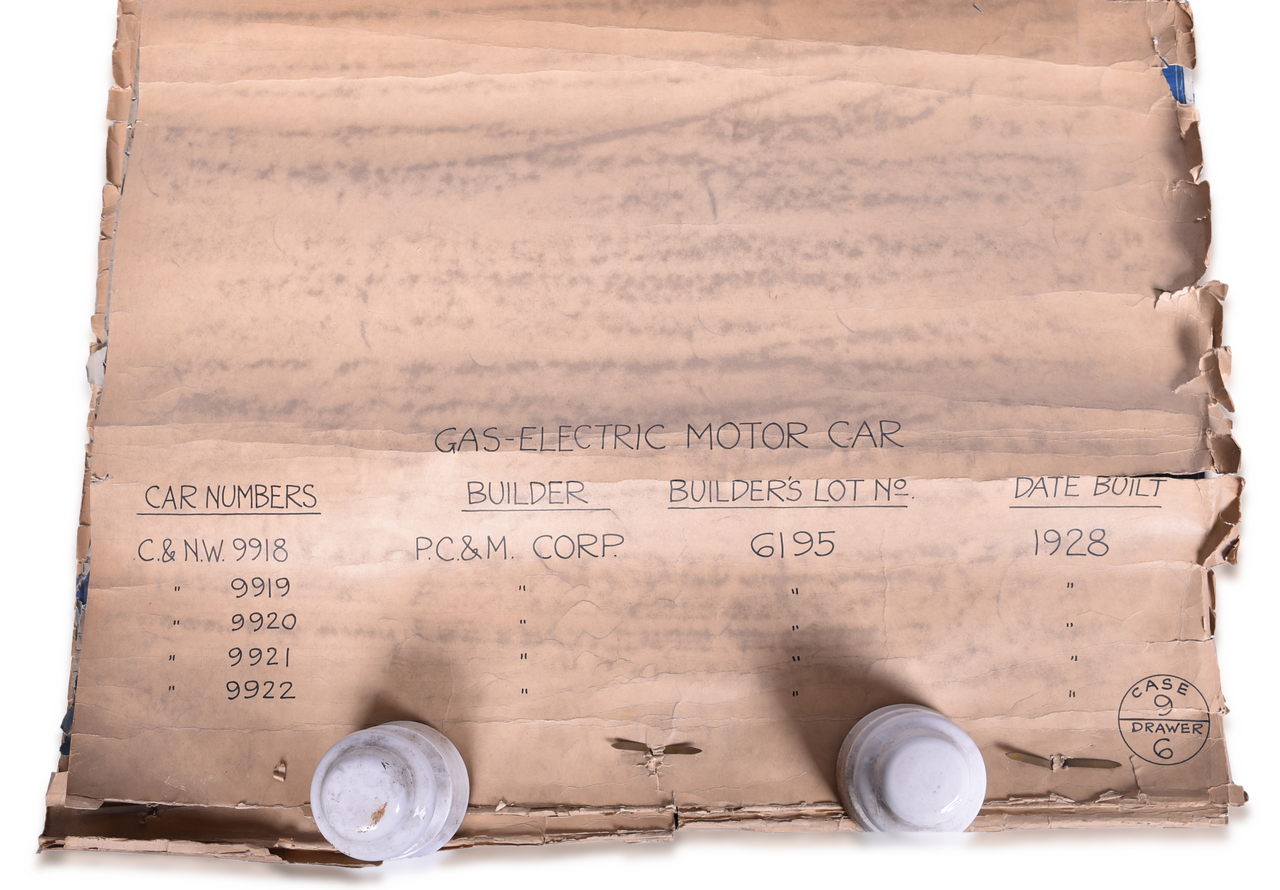 GAS-ELECTRIC MOTOR CAR
CAR NUMBERS BUILDER BUILDER'S LOT Nº. DATE BUILT
C.& N.W. 9918 P.C.& M. CORP. 6195 1928
" 9919 " " "
" 9920 " " "
" 9921 " " "
" 9922 " " "
CASE
9
DRAWER
6